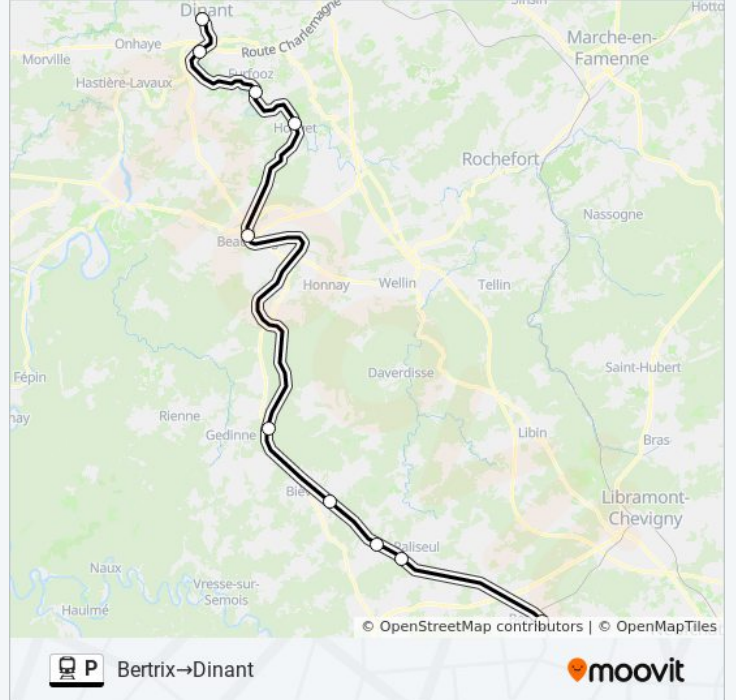 Dinant
Sinsin
Hotto
Onhaye
Route Charlemagne
Marche-en-
Famenne
Morville
Furfooz
Hastière-Lavaux
Rochefort
Nassogne
Honnay
Wellin
Tellin
Fépin
Daverdisse
Saint-Hubert
Rienne
Gedinne
Libin
Bras
Libramont-
Chevigny
Paliseul
Naux
Vresse-sur-
Semois
Haulmé
© OpenStreetMap contributors | © OpenMapTiles
P Bertrix→Dinant
moovit